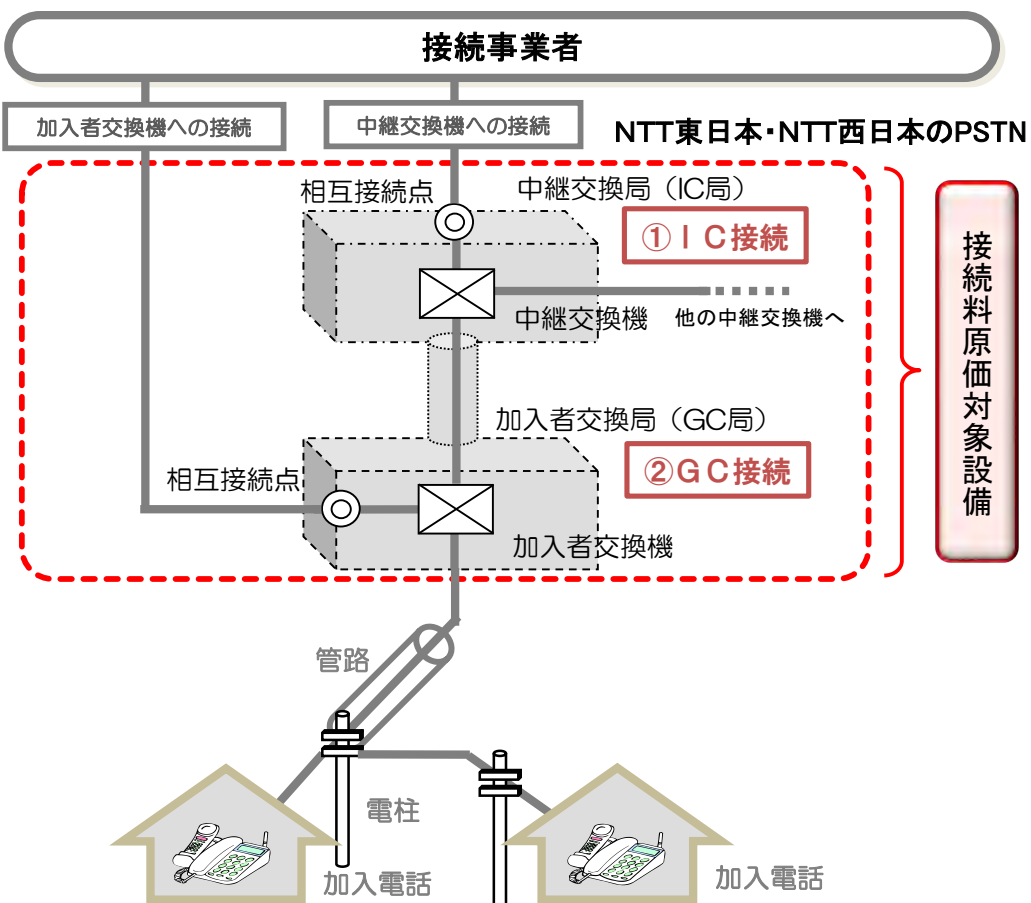 接続事業者
加入者交換機への接続
中継交換機への接続
NTT東日本・NTT西日本のPSTN
相互接続点
中継交換局（IC局）
①ＩＣ接続
中継交換機
他の中継交換機へ
接続料原価対象設備
加入者交換局（GC局）
②ＧＣ接続
相互接続点
加入者交換機
管路
電柱
加入電話
加入電話